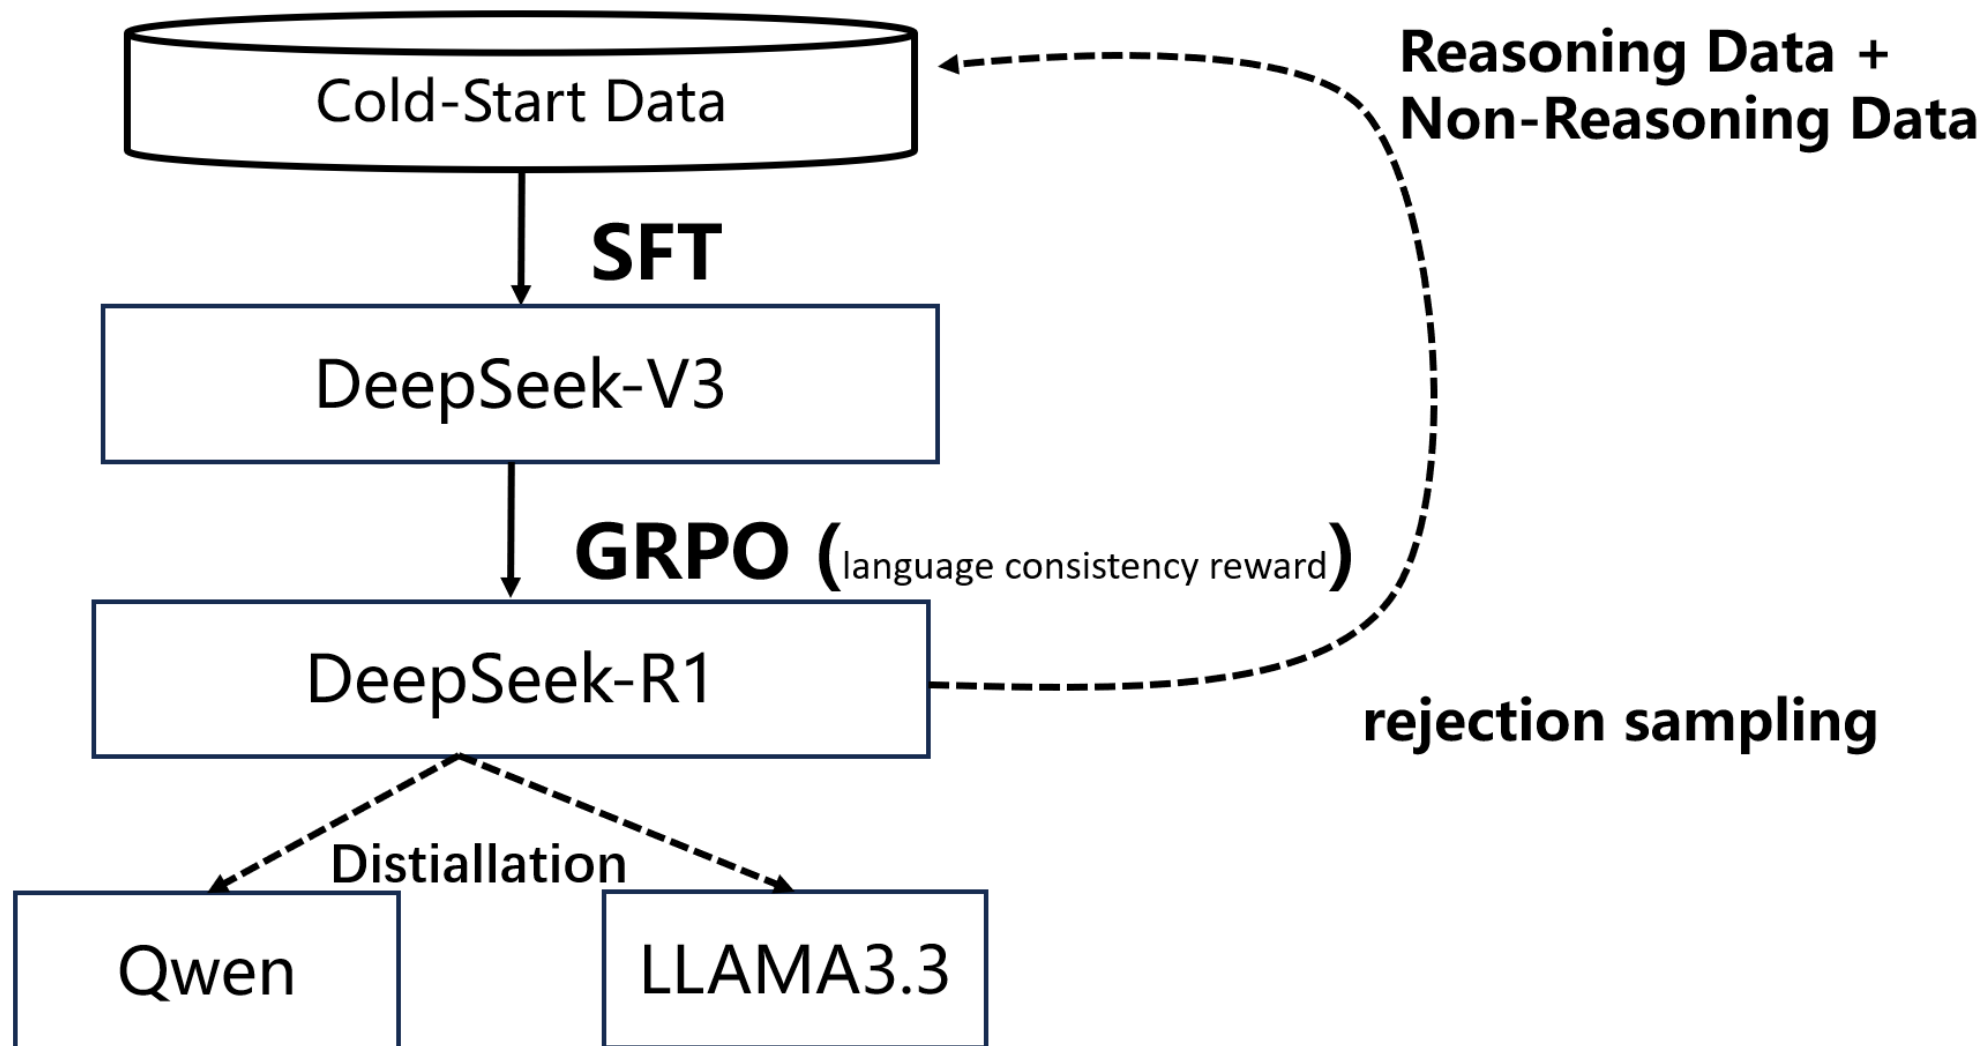 Cold-Start Data
Reasoning Data +
Non-Reasoning Data
SFT
DeepSeek-V3
GRPO (language consistency reward)
DeepSeek-R1
rejection sampling
Distiallation
Qwen
LLAMA3.3